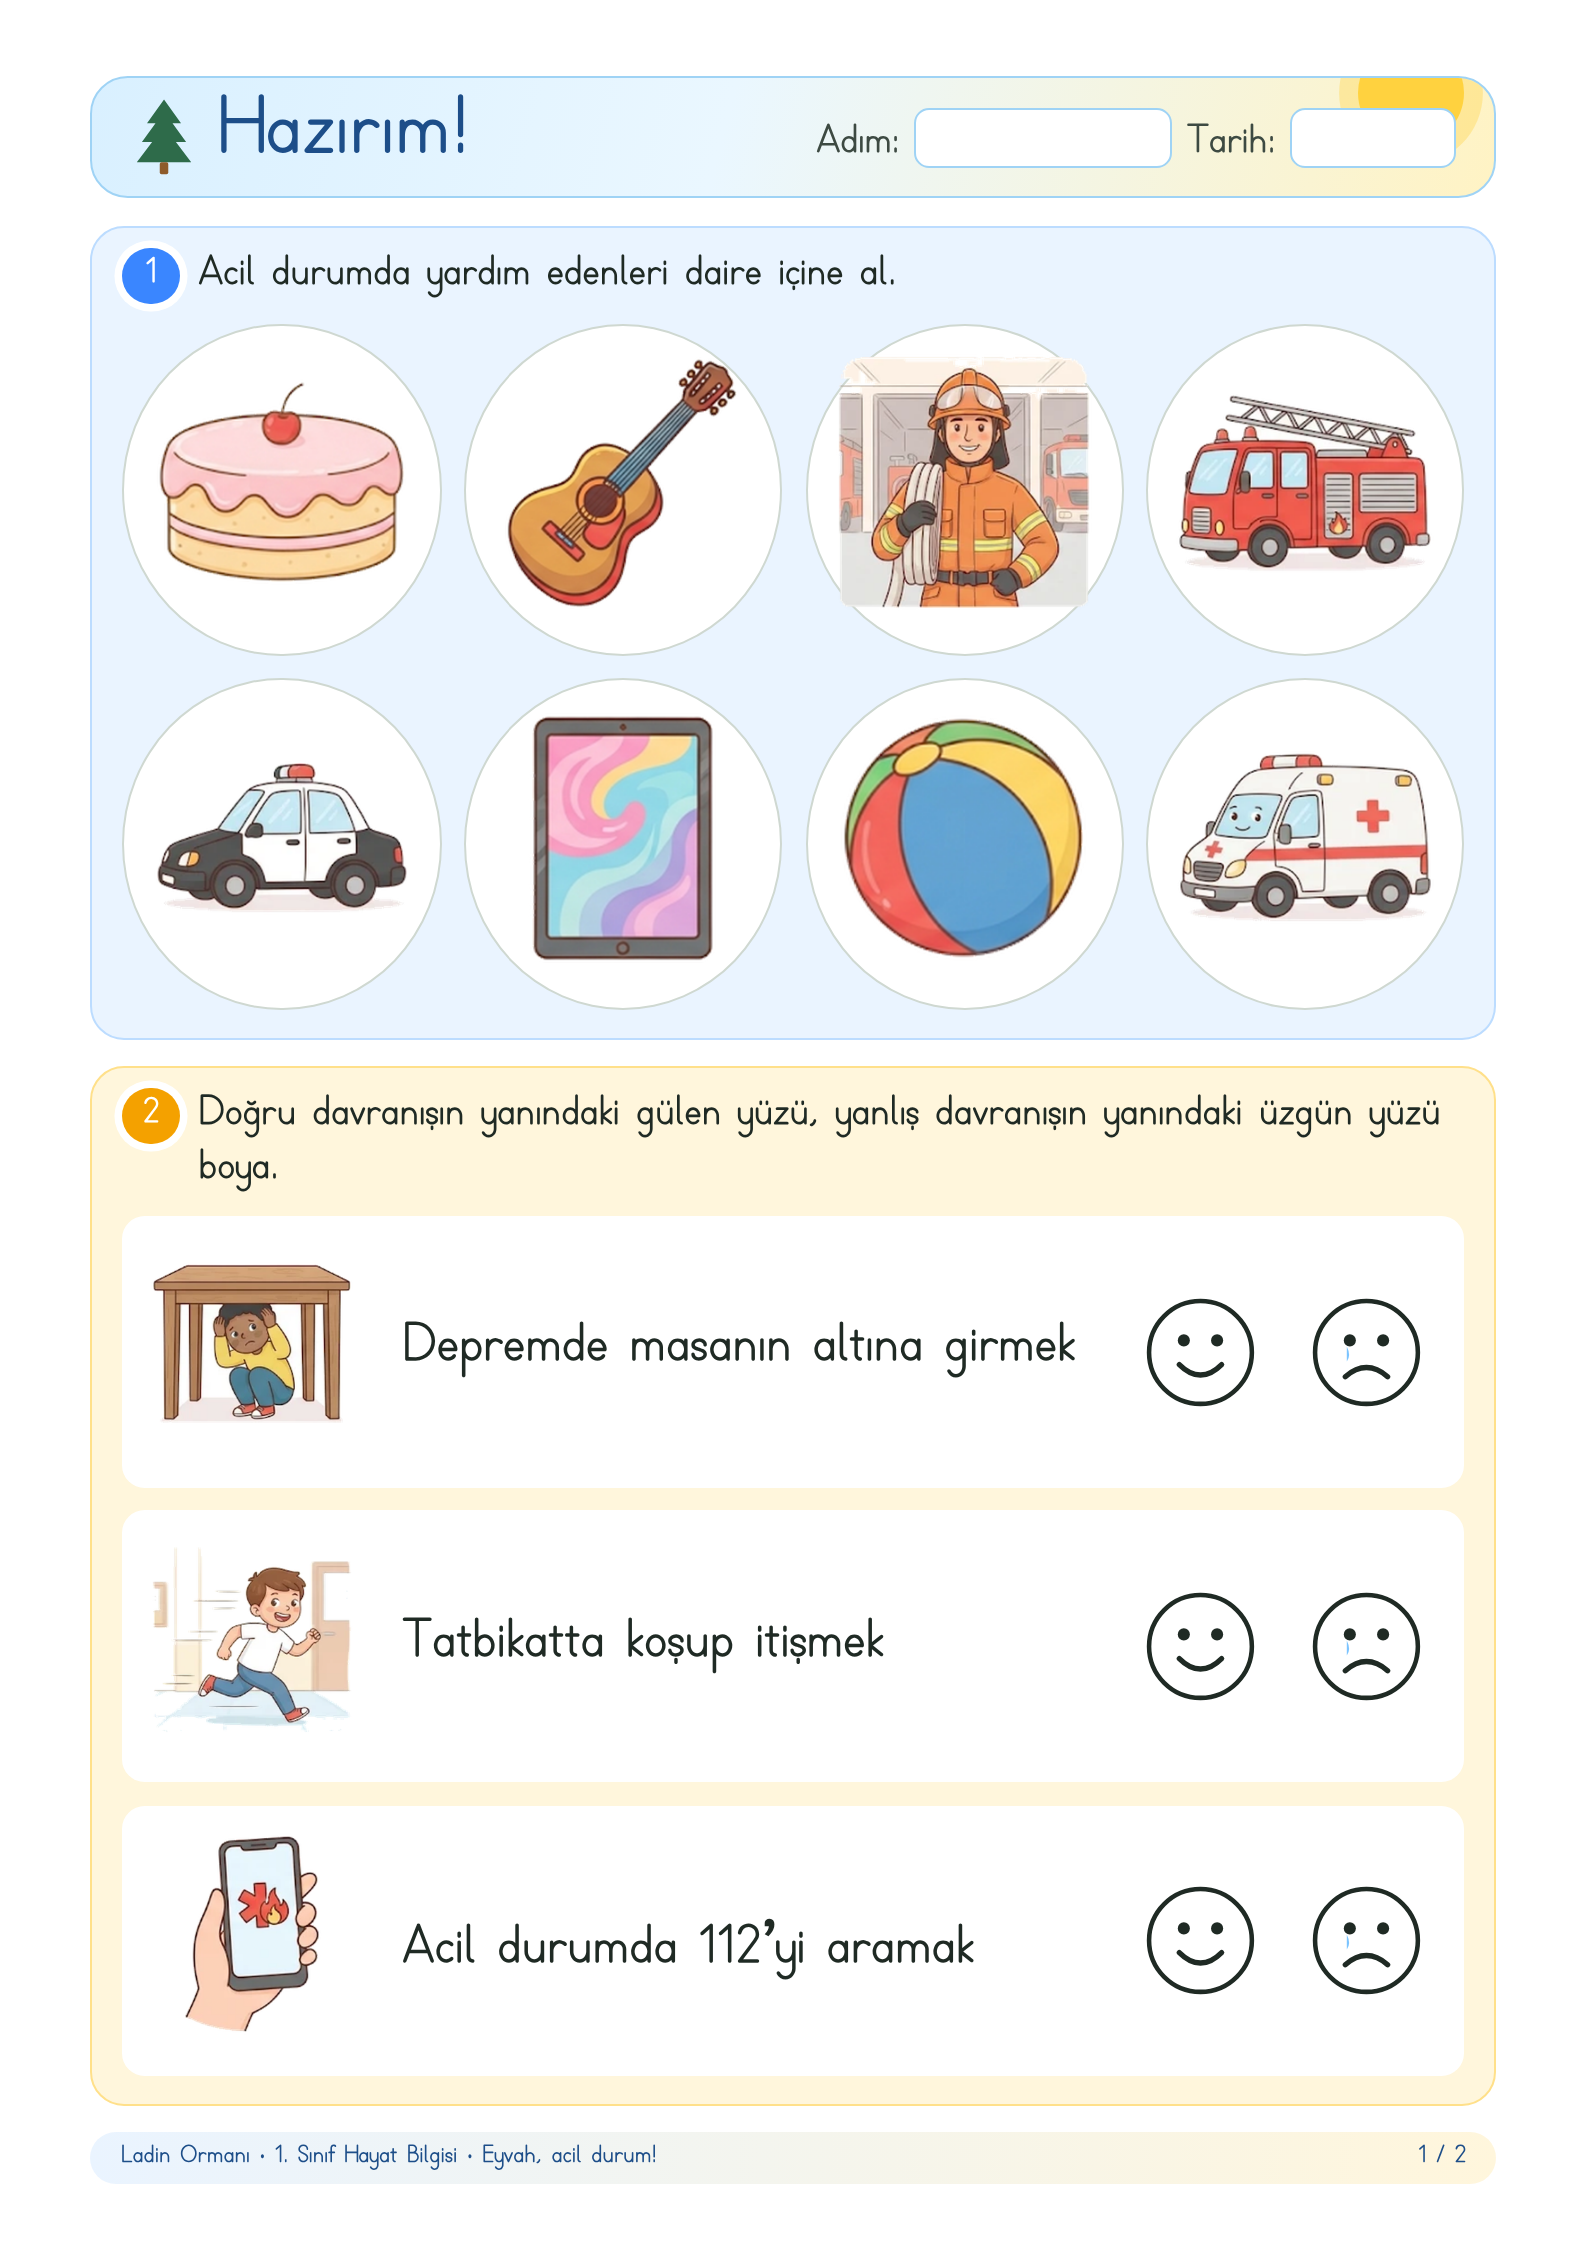 Hazırım!
Adım:
Tarih:
1
Acil durumda yardım edenleri daire içine al.
2
Doğru davranışın yanındaki gülen yüzü, yanlış davranışın yanındaki üzgün yüzü
boya.
Depremde masanın altına girmek
Tatbikatta koşup itişmek
Acil durumda 112’yi aramak
Ladin Ormanı • 1. Sınıf Hayat Bilgisi • Eyvah, acil durum!
1 / 2